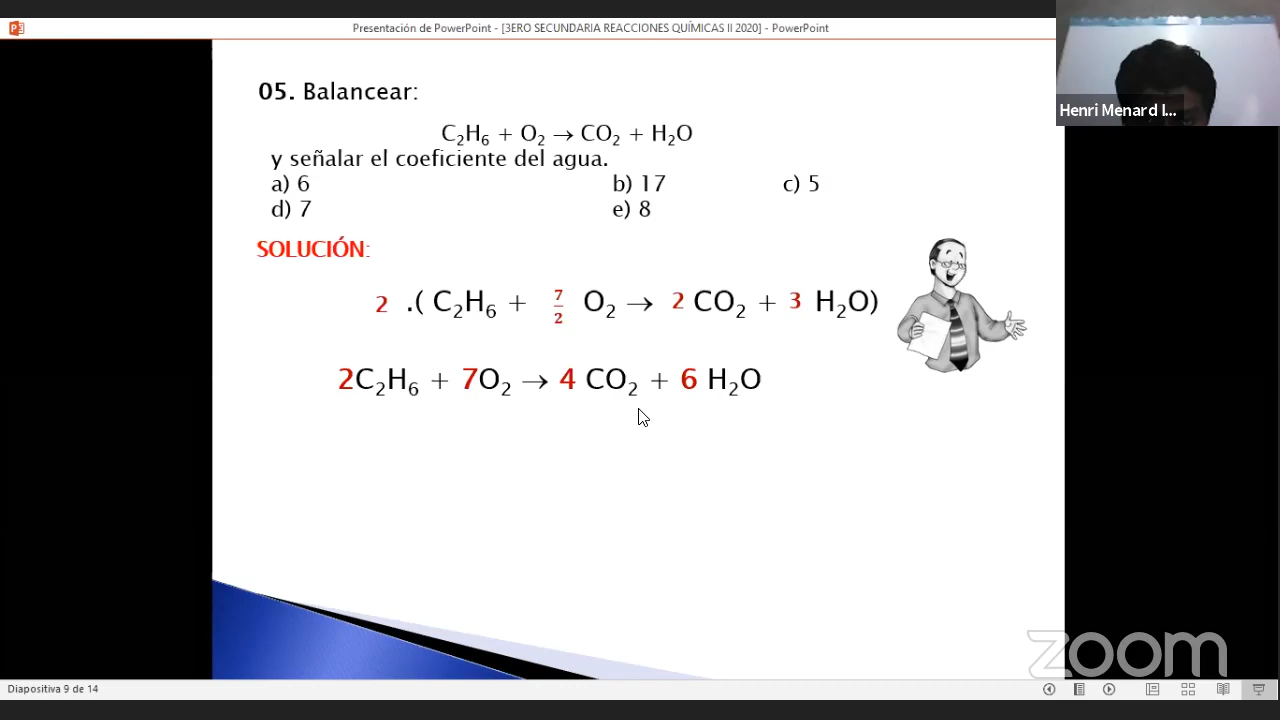 Presentación de PowerPoint - [3ERO SECUNDARIA REACCIONES QUÍMICAS II 2020] - PowerPoint
Henri Menard I...
05. Balancear:
C₂H₆ + O₂ → CO₂ + H₂O
y señalar el coeficiente del agua.
a) 6 b) 17 c) 5
d) 7 e) 8
SOLUCIÓN:
2 .( C₂H₆ + 7/2 O₂ → 2 CO₂ + 3 H₂O)
2C₂H₆ + 7O₂ → 4 CO₂ + 6 H₂O
zoom
Diapositiva 9 de 14